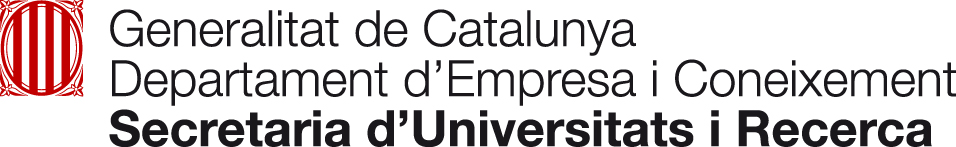 Generalitat de Catalunya
Departament d’Empresa i Coneixement
Secretaria d’Universitats i Recerca